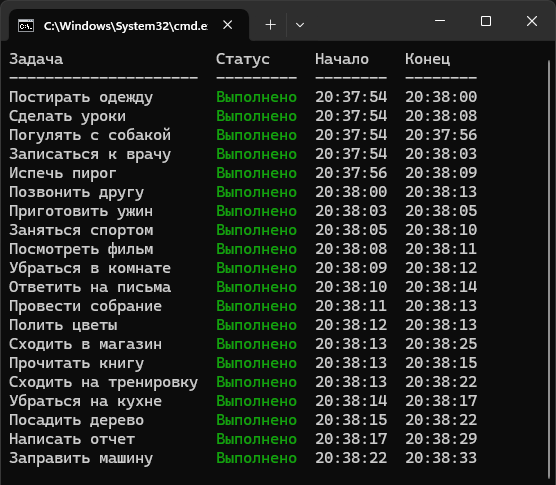 C:\Windows\System32\cmd.e
Задача Статус Начало Конец
--------------------- --------- -------- --------
Постирать одежду Выполнено 20:37:54 20:38:00
Сделать уроки Выполнено 20:37:54 20:38:08
Погулять с собакой Выполнено 20:37:54 20:37:56
Записаться к врачу Выполнено 20:37:54 20:38:03
Испечь пирог Выполнено 20:37:56 20:38:09
Позвонить другу Выполнено 20:38:00 20:38:13
Приготовить ужин Выполнено 20:38:03 20:38:05
Заняться спортом Выполнено 20:38:05 20:38:10
Посмотреть фильм Выполнено 20:38:08 20:38:11
Убраться в комнате Выполнено 20:38:09 20:38:12
Ответить на письма Выполнено 20:38:10 20:38:14
Провести собрание Выполнено 20:38:11 20:38:13
Полить цветы Выполнено 20:38:12 20:38:13
Сходить в магазин Выполнено 20:38:13 20:38:25
Прочитать книгу Выполнено 20:38:13 20:38:15
Сходить на тренировку Выполнено 20:38:13 20:38:22
Убраться на кухне Выполнено 20:38:14 20:38:17
Посадить дерево Выполнено 20:38:15 20:38:22
Написать отчет Выполнено 20:38:17 20:38:29
Заправить машину Выполнено 20:38:22 20:38:33